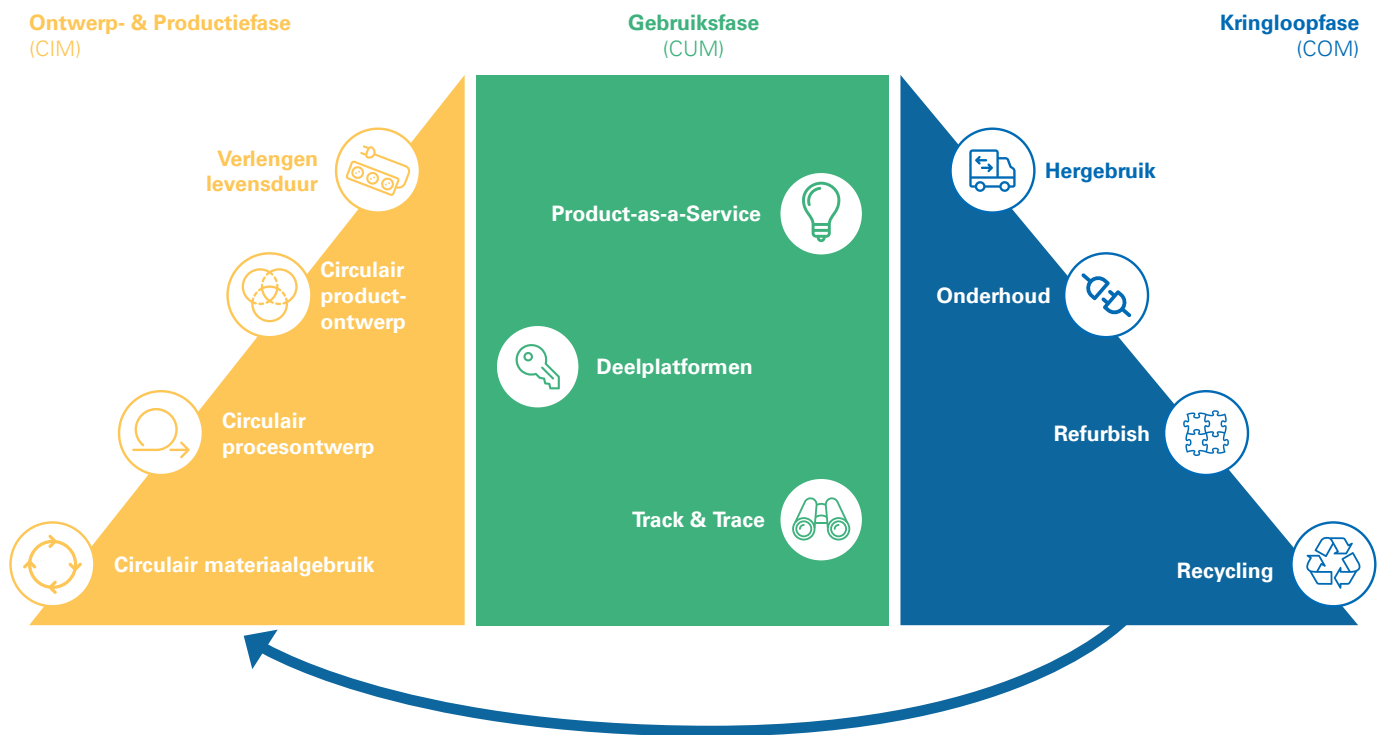 Ontwerp- & Productiefase
(CIM)
Gebruiksfase
(CUM)
Kringloopfase
(COM)
Verlengen
levensduur
Circulair
product-
ontwerp
Circulair
procesontwerp
Circulair materiaalgebruik
Product-as-a-Service
Deelplatformen
Track & Trace
Hergebruik
Onderhoud
Refurbish
Recycling